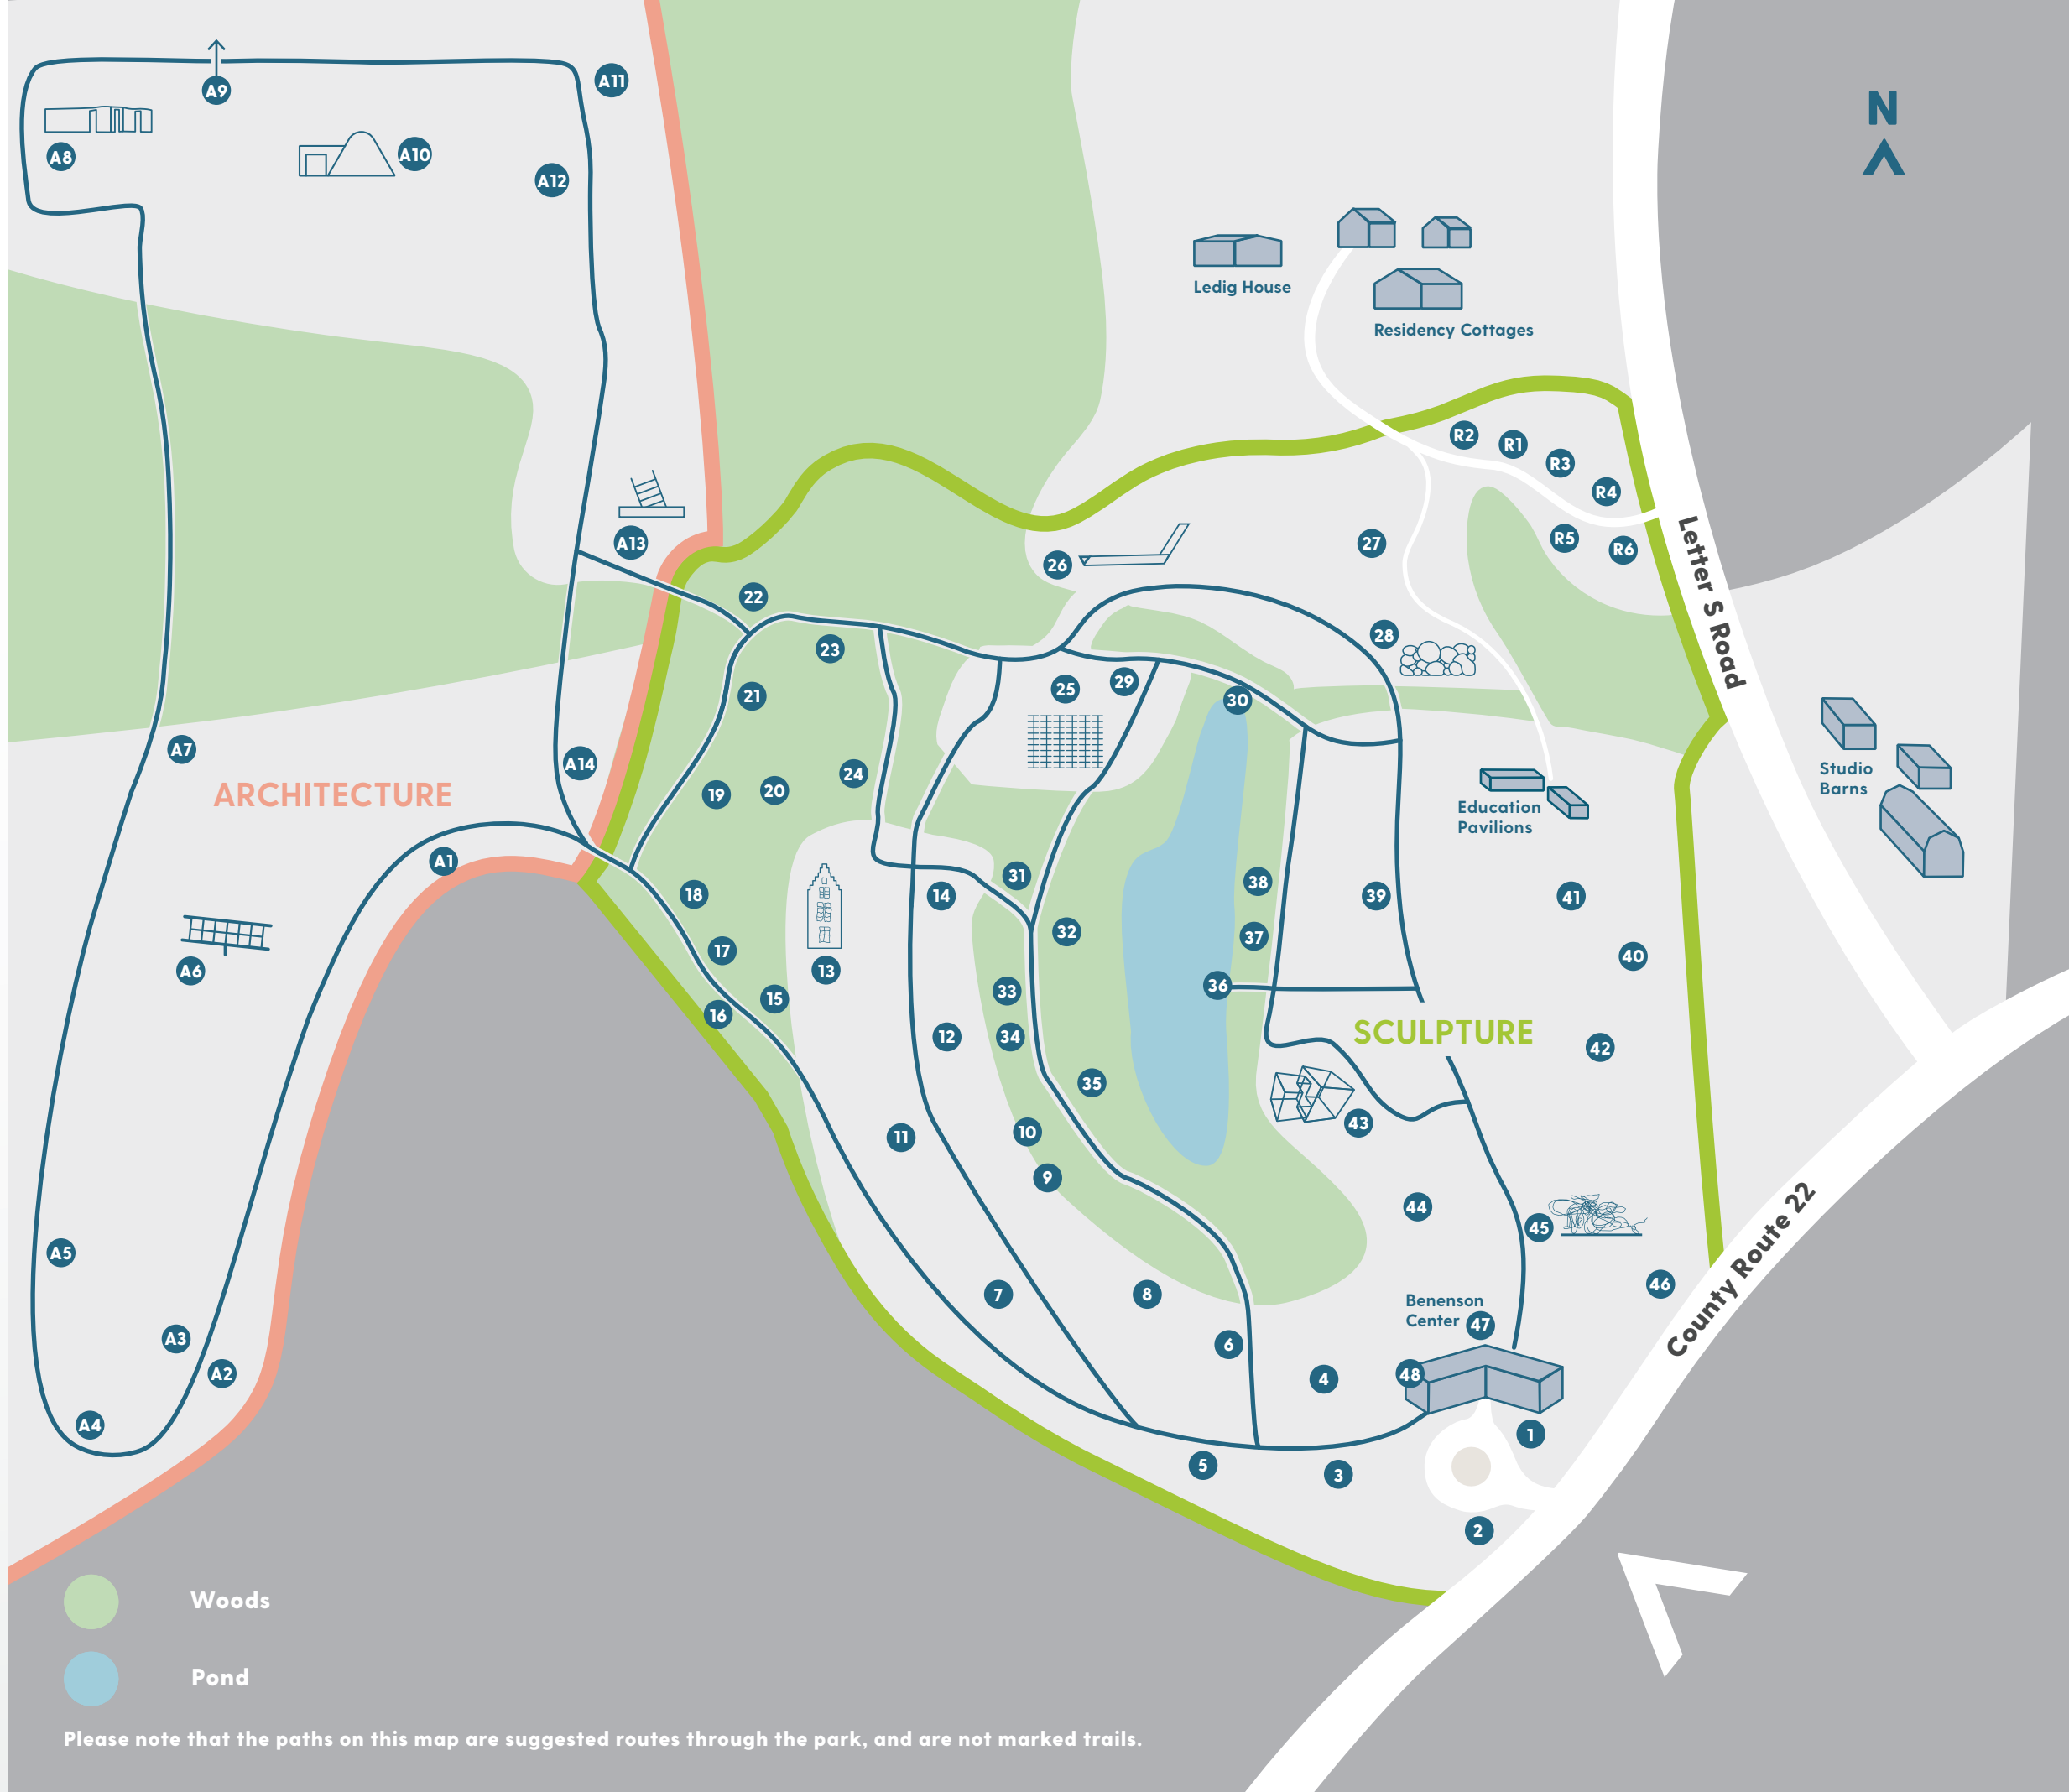 A9
A11
A8
A10
A12
N
Ledig House
Residency Cottages
R2
R1
R3
R4
R5
R6
Letter S Road
A13
26
27
22
23
28
21
25
29
30
A7
A14
ARCHITECTURE
19
20
24
Studio
Barns
Education
Pavilions
A1
18
14
31
38
39
41
17
32
37
40
A6
13
15
16
33
36
12
34
SCULPTURE
42
35
43
11
10
9
44
45
A5
7
8
46
County Route 22
Benenson
Center
47
A3
A2
6
4
48
A4
1
5
3
2
Woods
Pond
Please note that the paths on this map are suggested routes through the park, and are not marked trails.